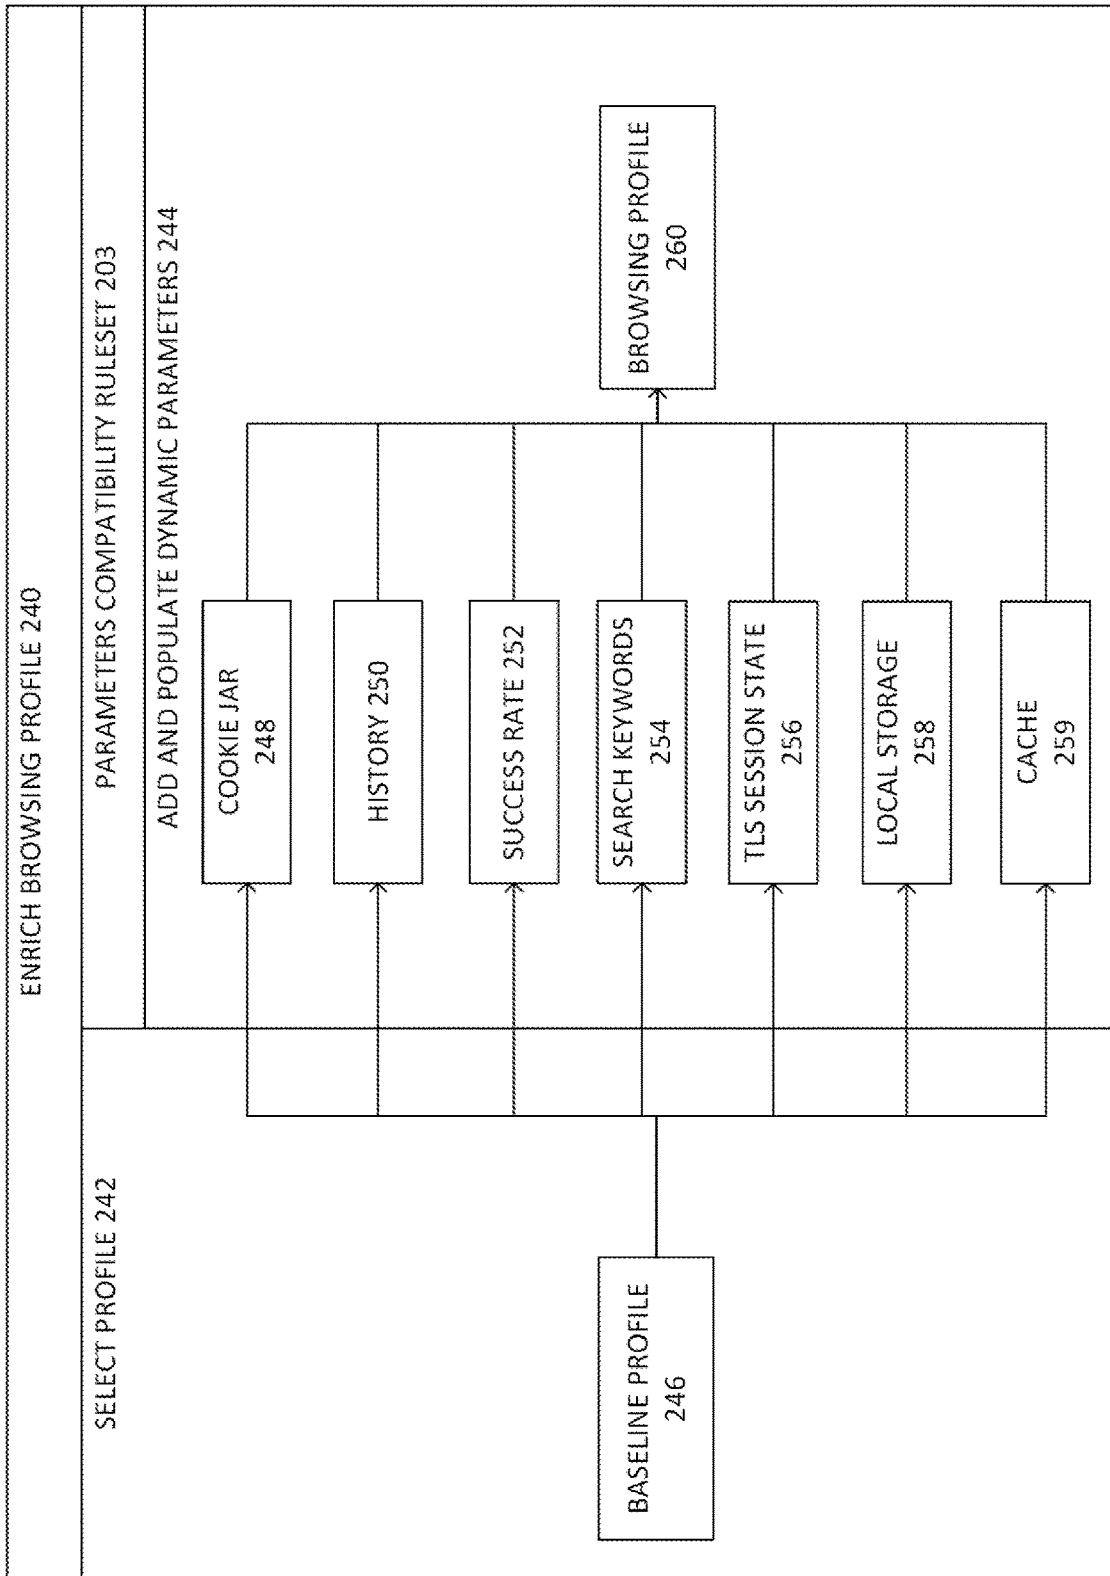 ENRICH BROWSING PROFILE 240
SELECT PROFILE 242
PARAMETERS COMPATIBILITY RULESET 203
ADD AND POPULATE DYNAMIC PARAMETERS 244
BASELINE PROFILE
246
COOKIE JAR
248
HISTORY 250
SUCCESS RATE 252
SEARCH KEYWORDS
254
TLS SESSION STATE
256
LOCAL STORAGE
258
CACHE
259
BROWSING PROFILE
260